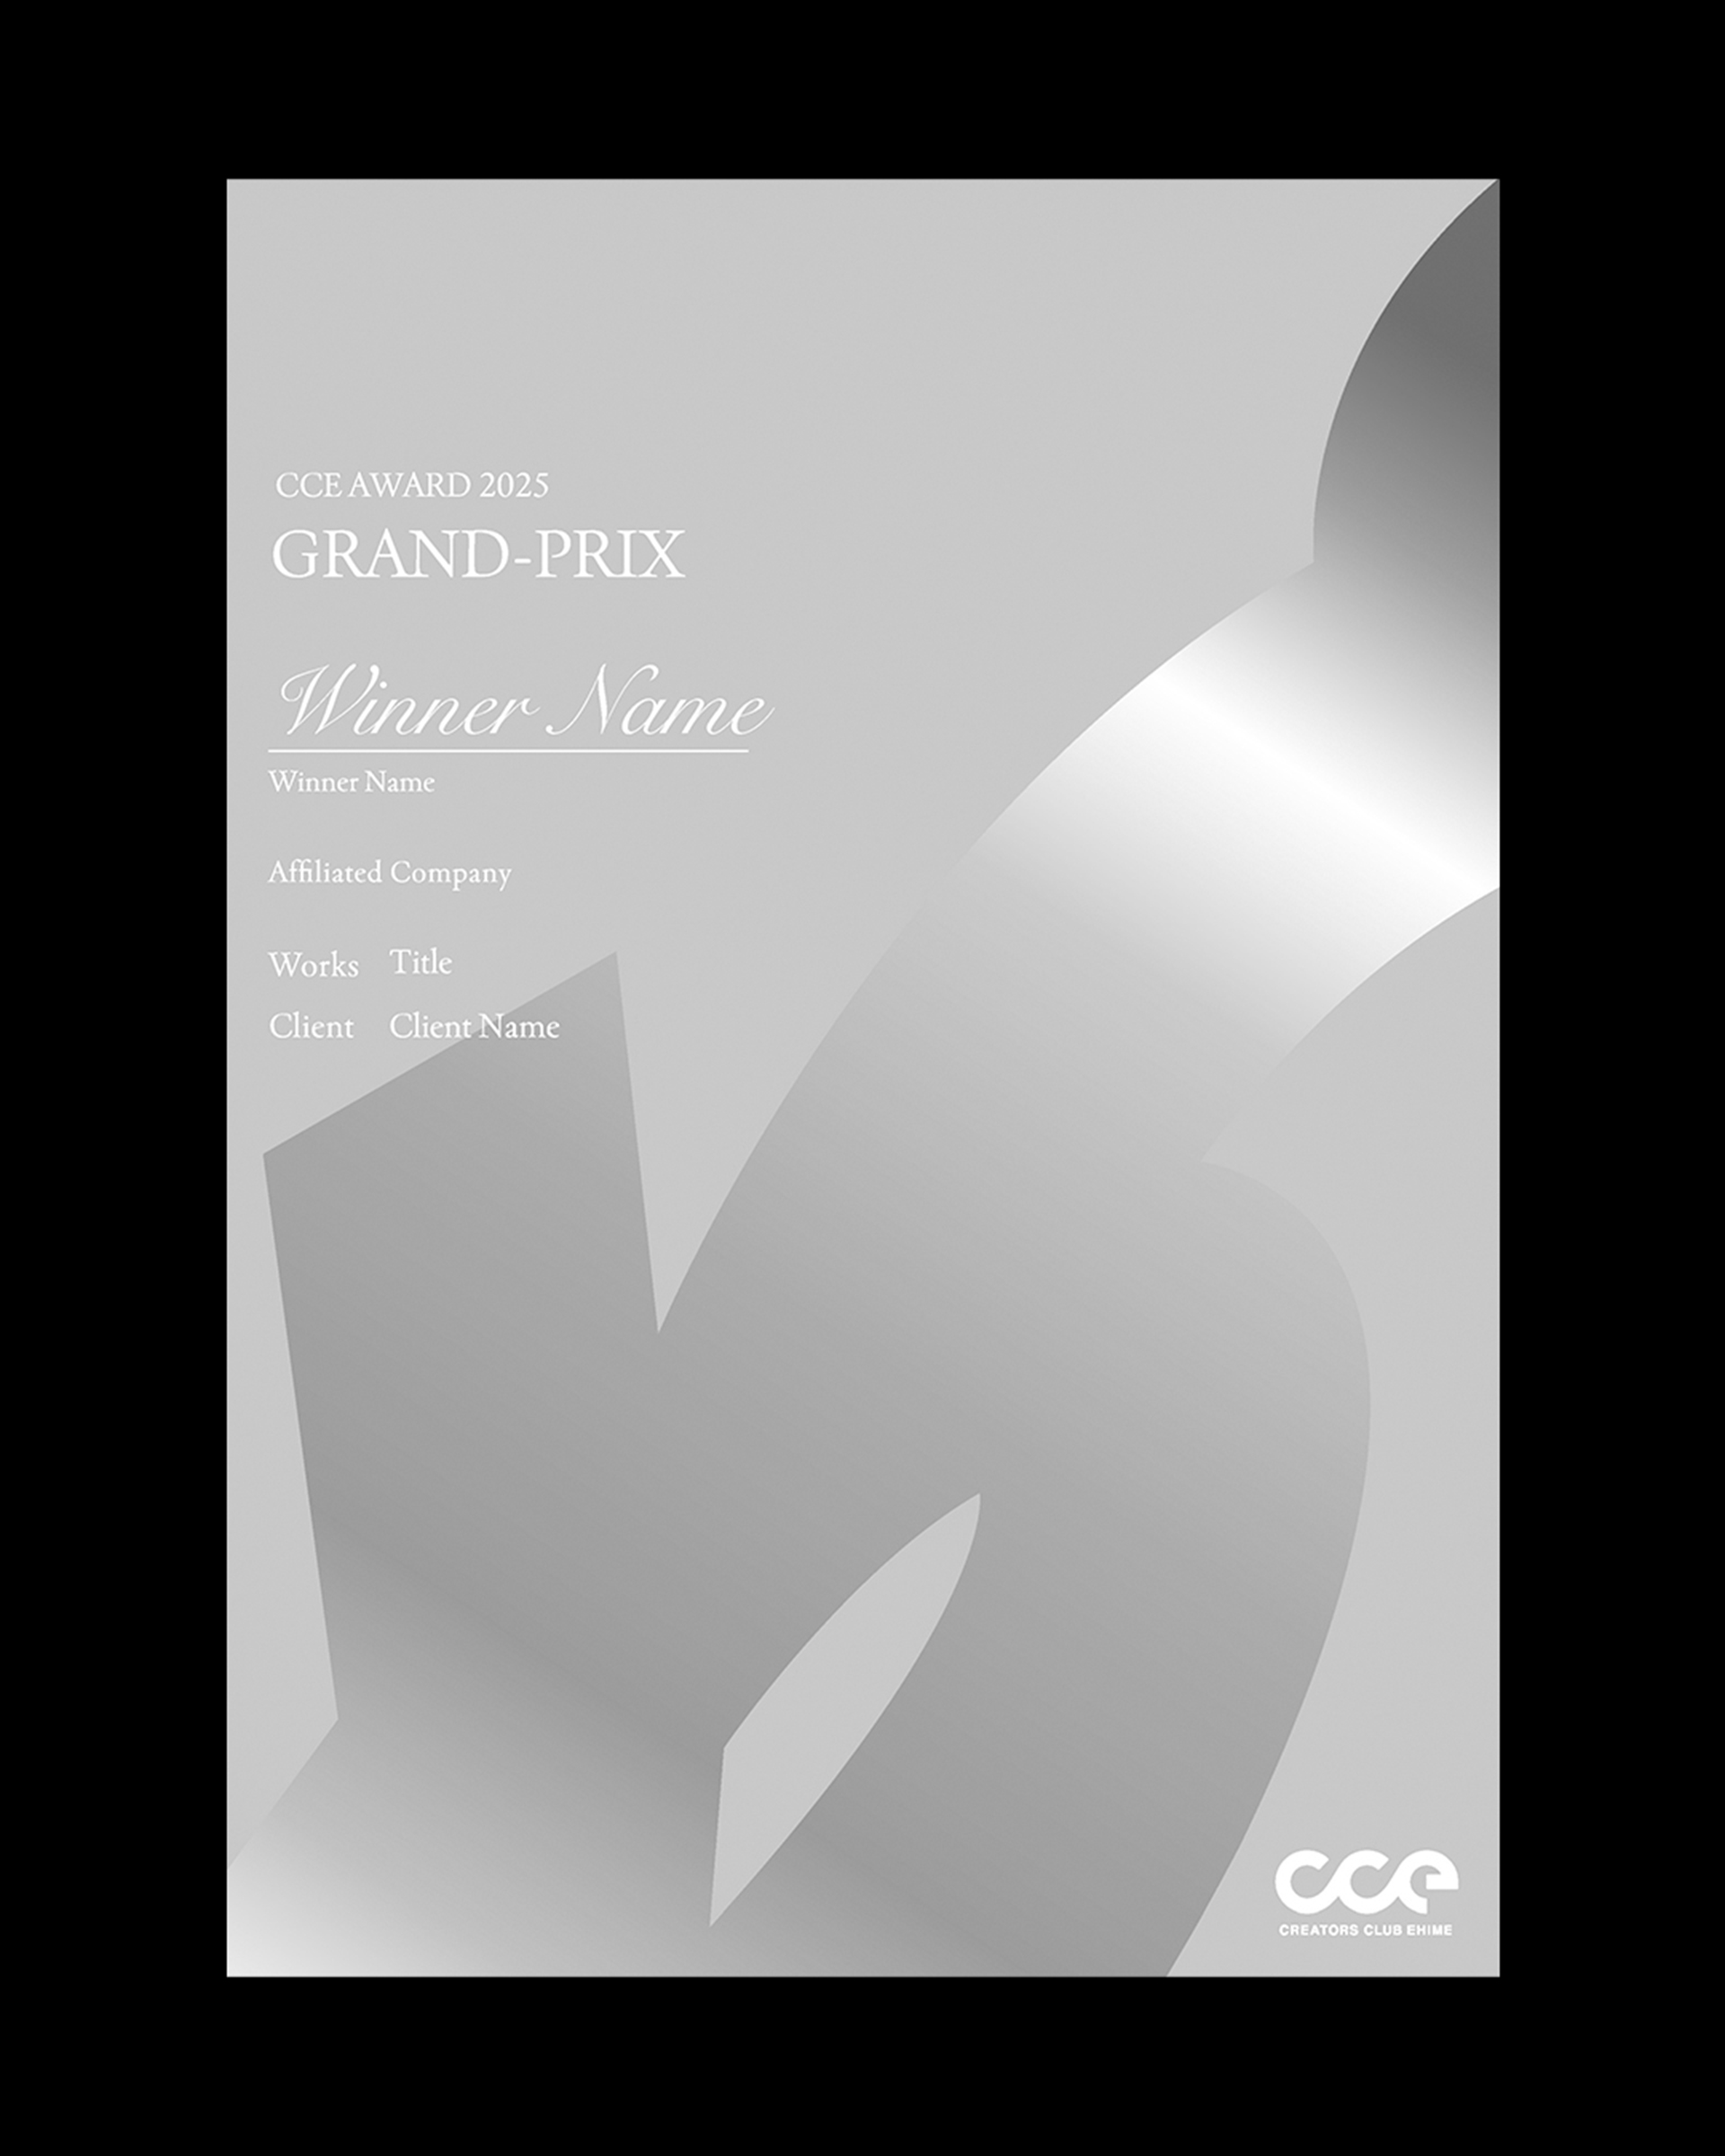 CCE AWARD 2025
GRAND-PRIX
Winner Name
Winner Name
Affiliated Company
Works Title
Client Client Name
cce
CREATORS CLUB EHIME